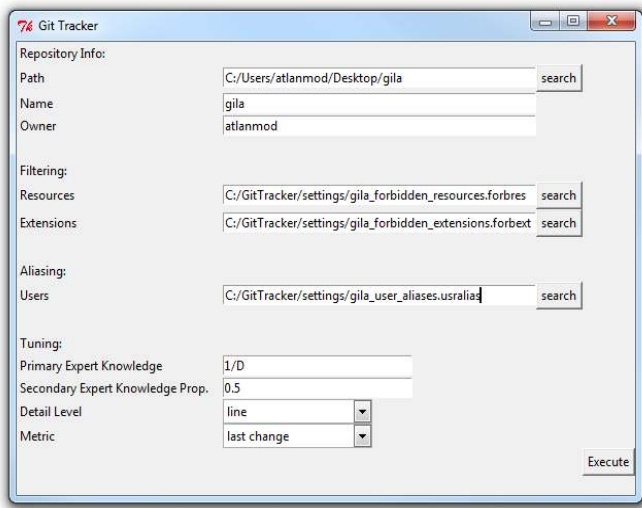 Git Tracker
Repository Info:
Path C:/Users/atlanmod/Desktop/gila search
Name gila
Owner atlanmod
Filtering:
Resources C:/GitTracker/settings/gila_forbidden_resources.forbres search
Extensions C:/GitTracker/settings/gila_forbidden_extensions.forbext search
Aliasing:
Users C:/GitTracker/settings/gila_user_aliases.usralias search
Tuning:
Primary Expert Knowledge 1/D
Secondary Expert Knowledge Prop. 0.5
Detail Level line
Metric last change
Execute